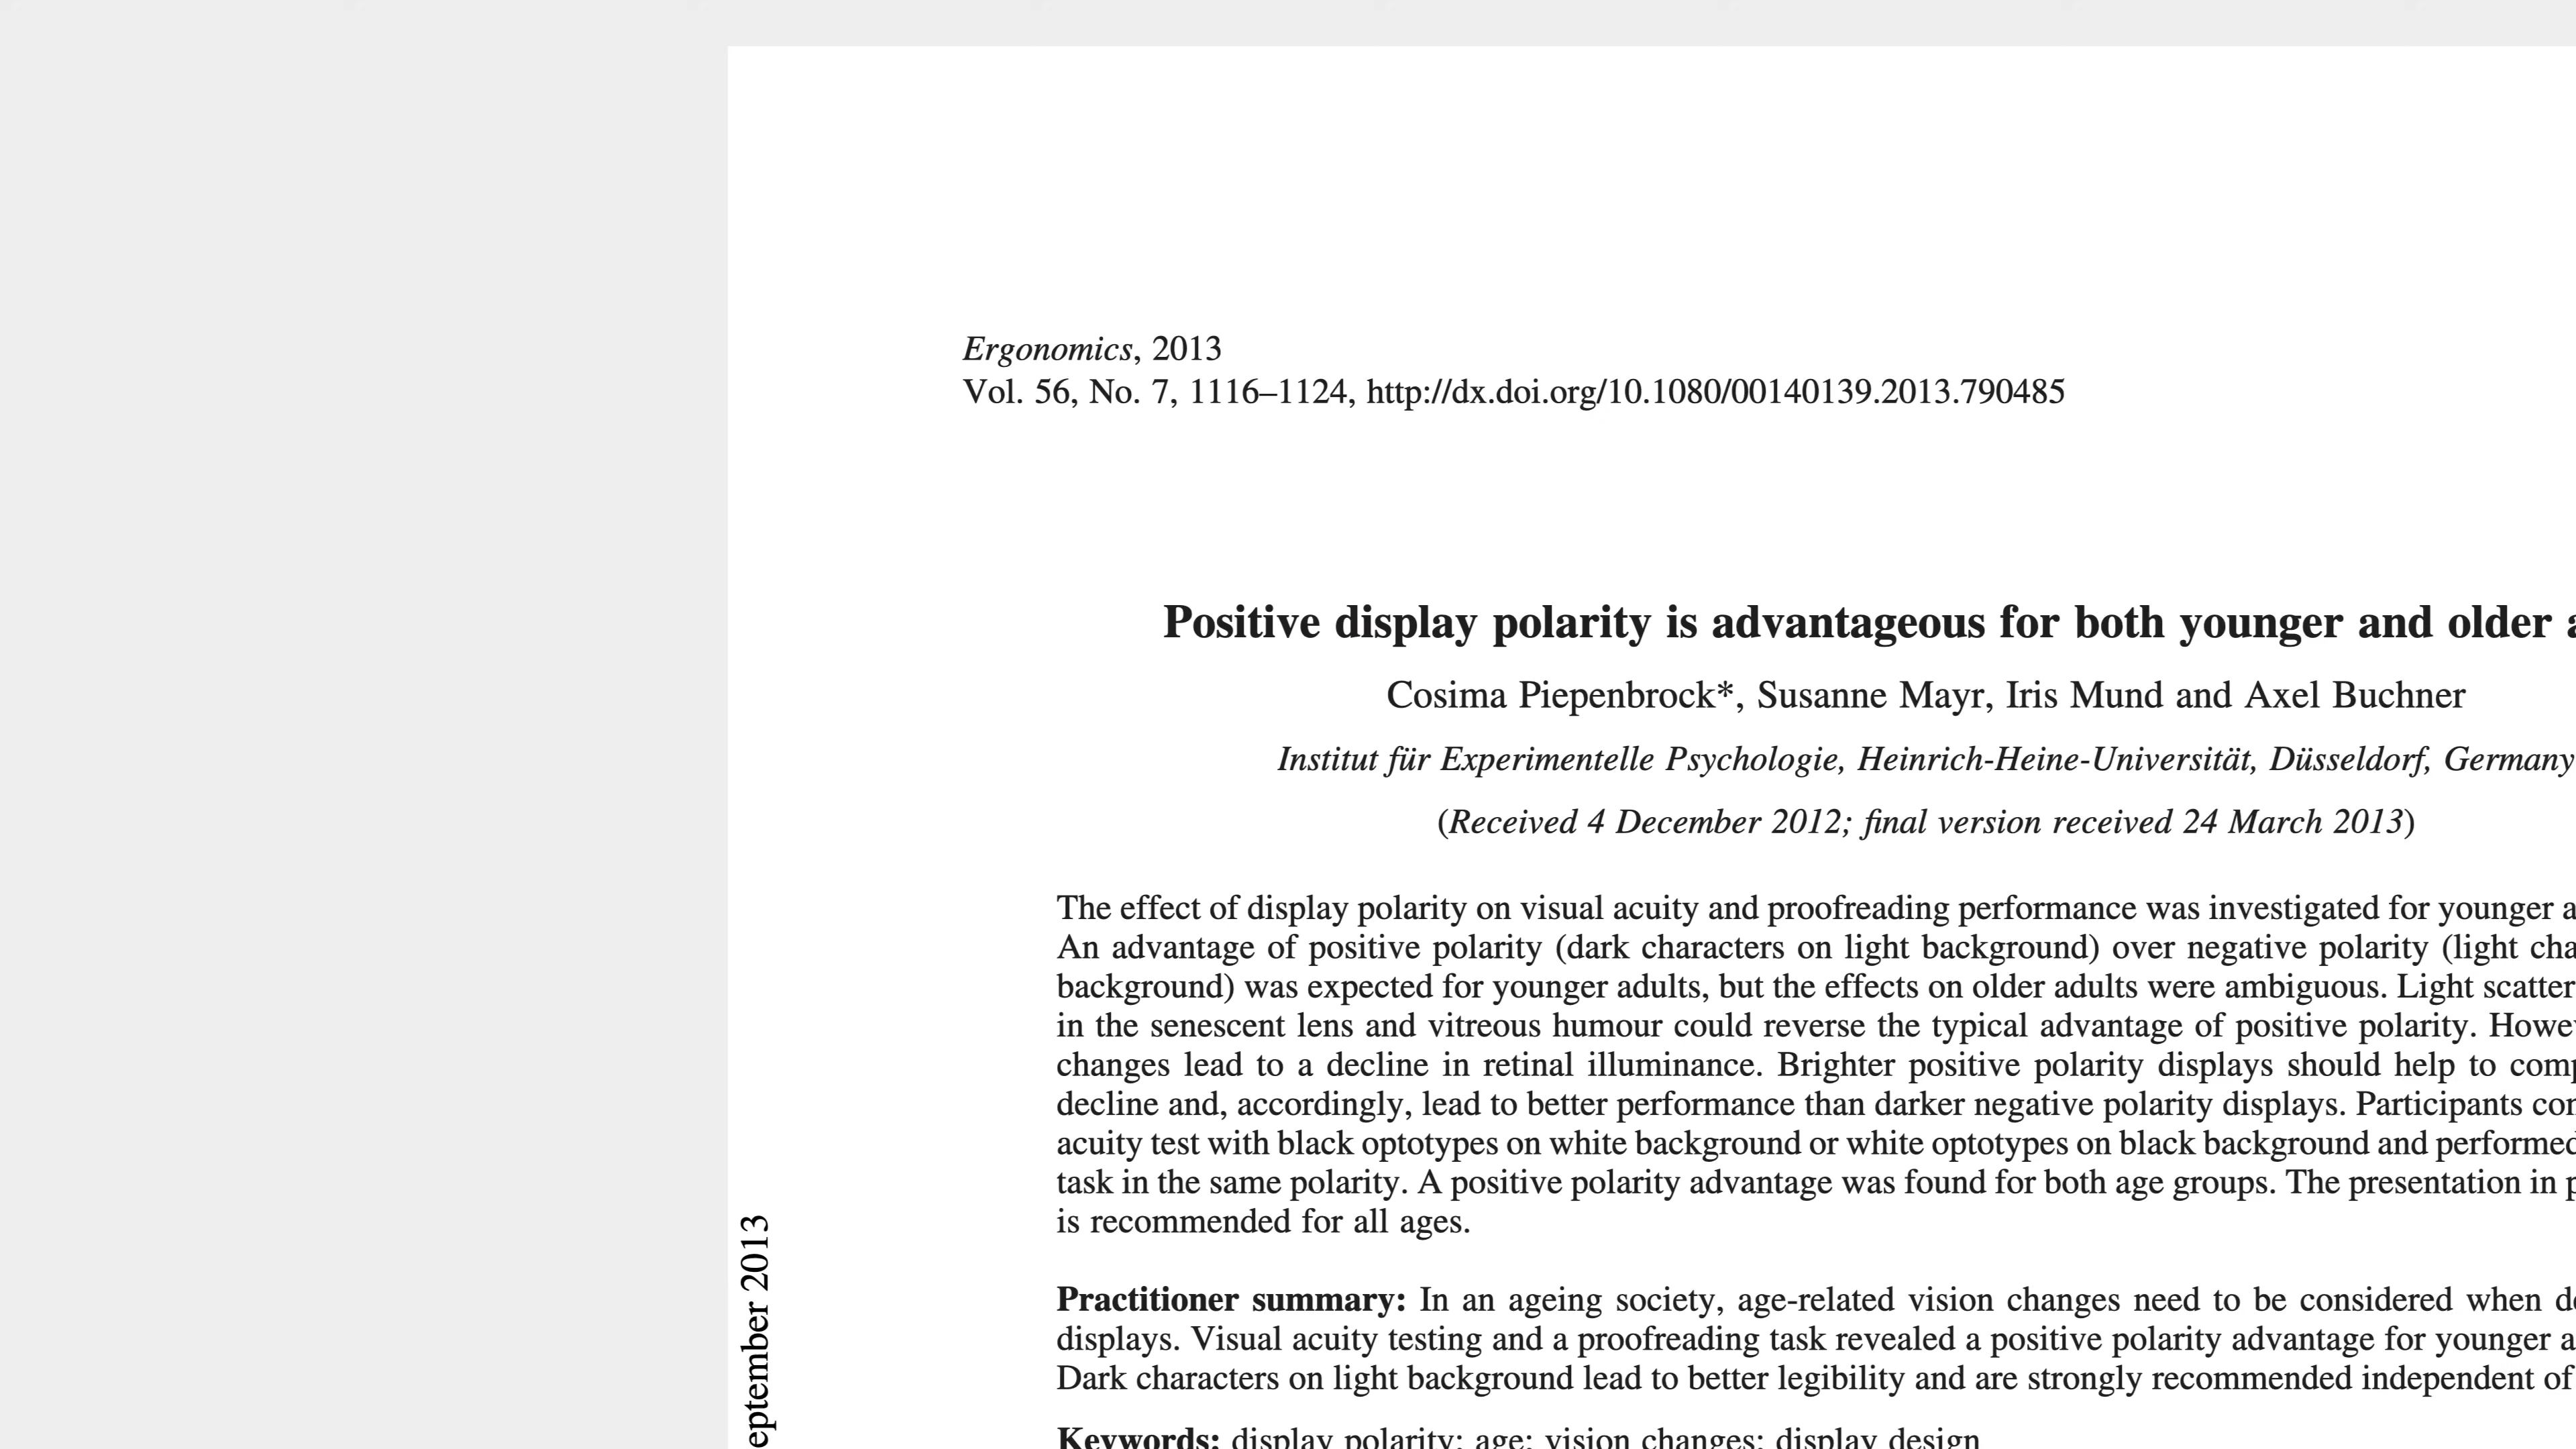 Ergonomics, 2013
Vol. 56, No. 7, 1116–1124, http://dx.doi.org/10.1080/00140139.2013.790485
Positive display polarity is advantageous for both younger and older
Cosima Piepenbrock*, Susanne Mayr, Iris Mund and Axel Buchner
Institut für Experimentelle Psychologie, Heinrich-Heine-Universität, Düsseldorf, Germany
(Received 4 December 2012; final version received 24 March 2013)
The effect of display polarity on visual acuity and proofreading performance was investigated for younger
An advantage of positive polarity (dark characters on light background) over negative polarity (light
background) was expected for younger adults, but the effects on older adults were ambiguous. Light scatter
in the senescent lens and vitreous humour could reverse the typical advantage of positive polarity.
changes lead to a decline in retinal illuminance. Brighter positive polarity displays should help to
decline and, accordingly, lead to better performance than darker negative polarity displays. Participants
acuity test with black optotypes on white background or white optotypes on black background and performed
task in the same polarity. A positive polarity advantage was found for both age groups. The presentation in
is recommended for all ages.
Practitioner summary: In an ageing society, age-related vision changes need to be considered when
displays. Visual acuity testing and a proofreading task revealed a positive polarity advantage for younger
Dark characters on light background lead to better legibility and are strongly recommended independent of
Keywords: display polarity; age; vision changes; display design
eptember 2013